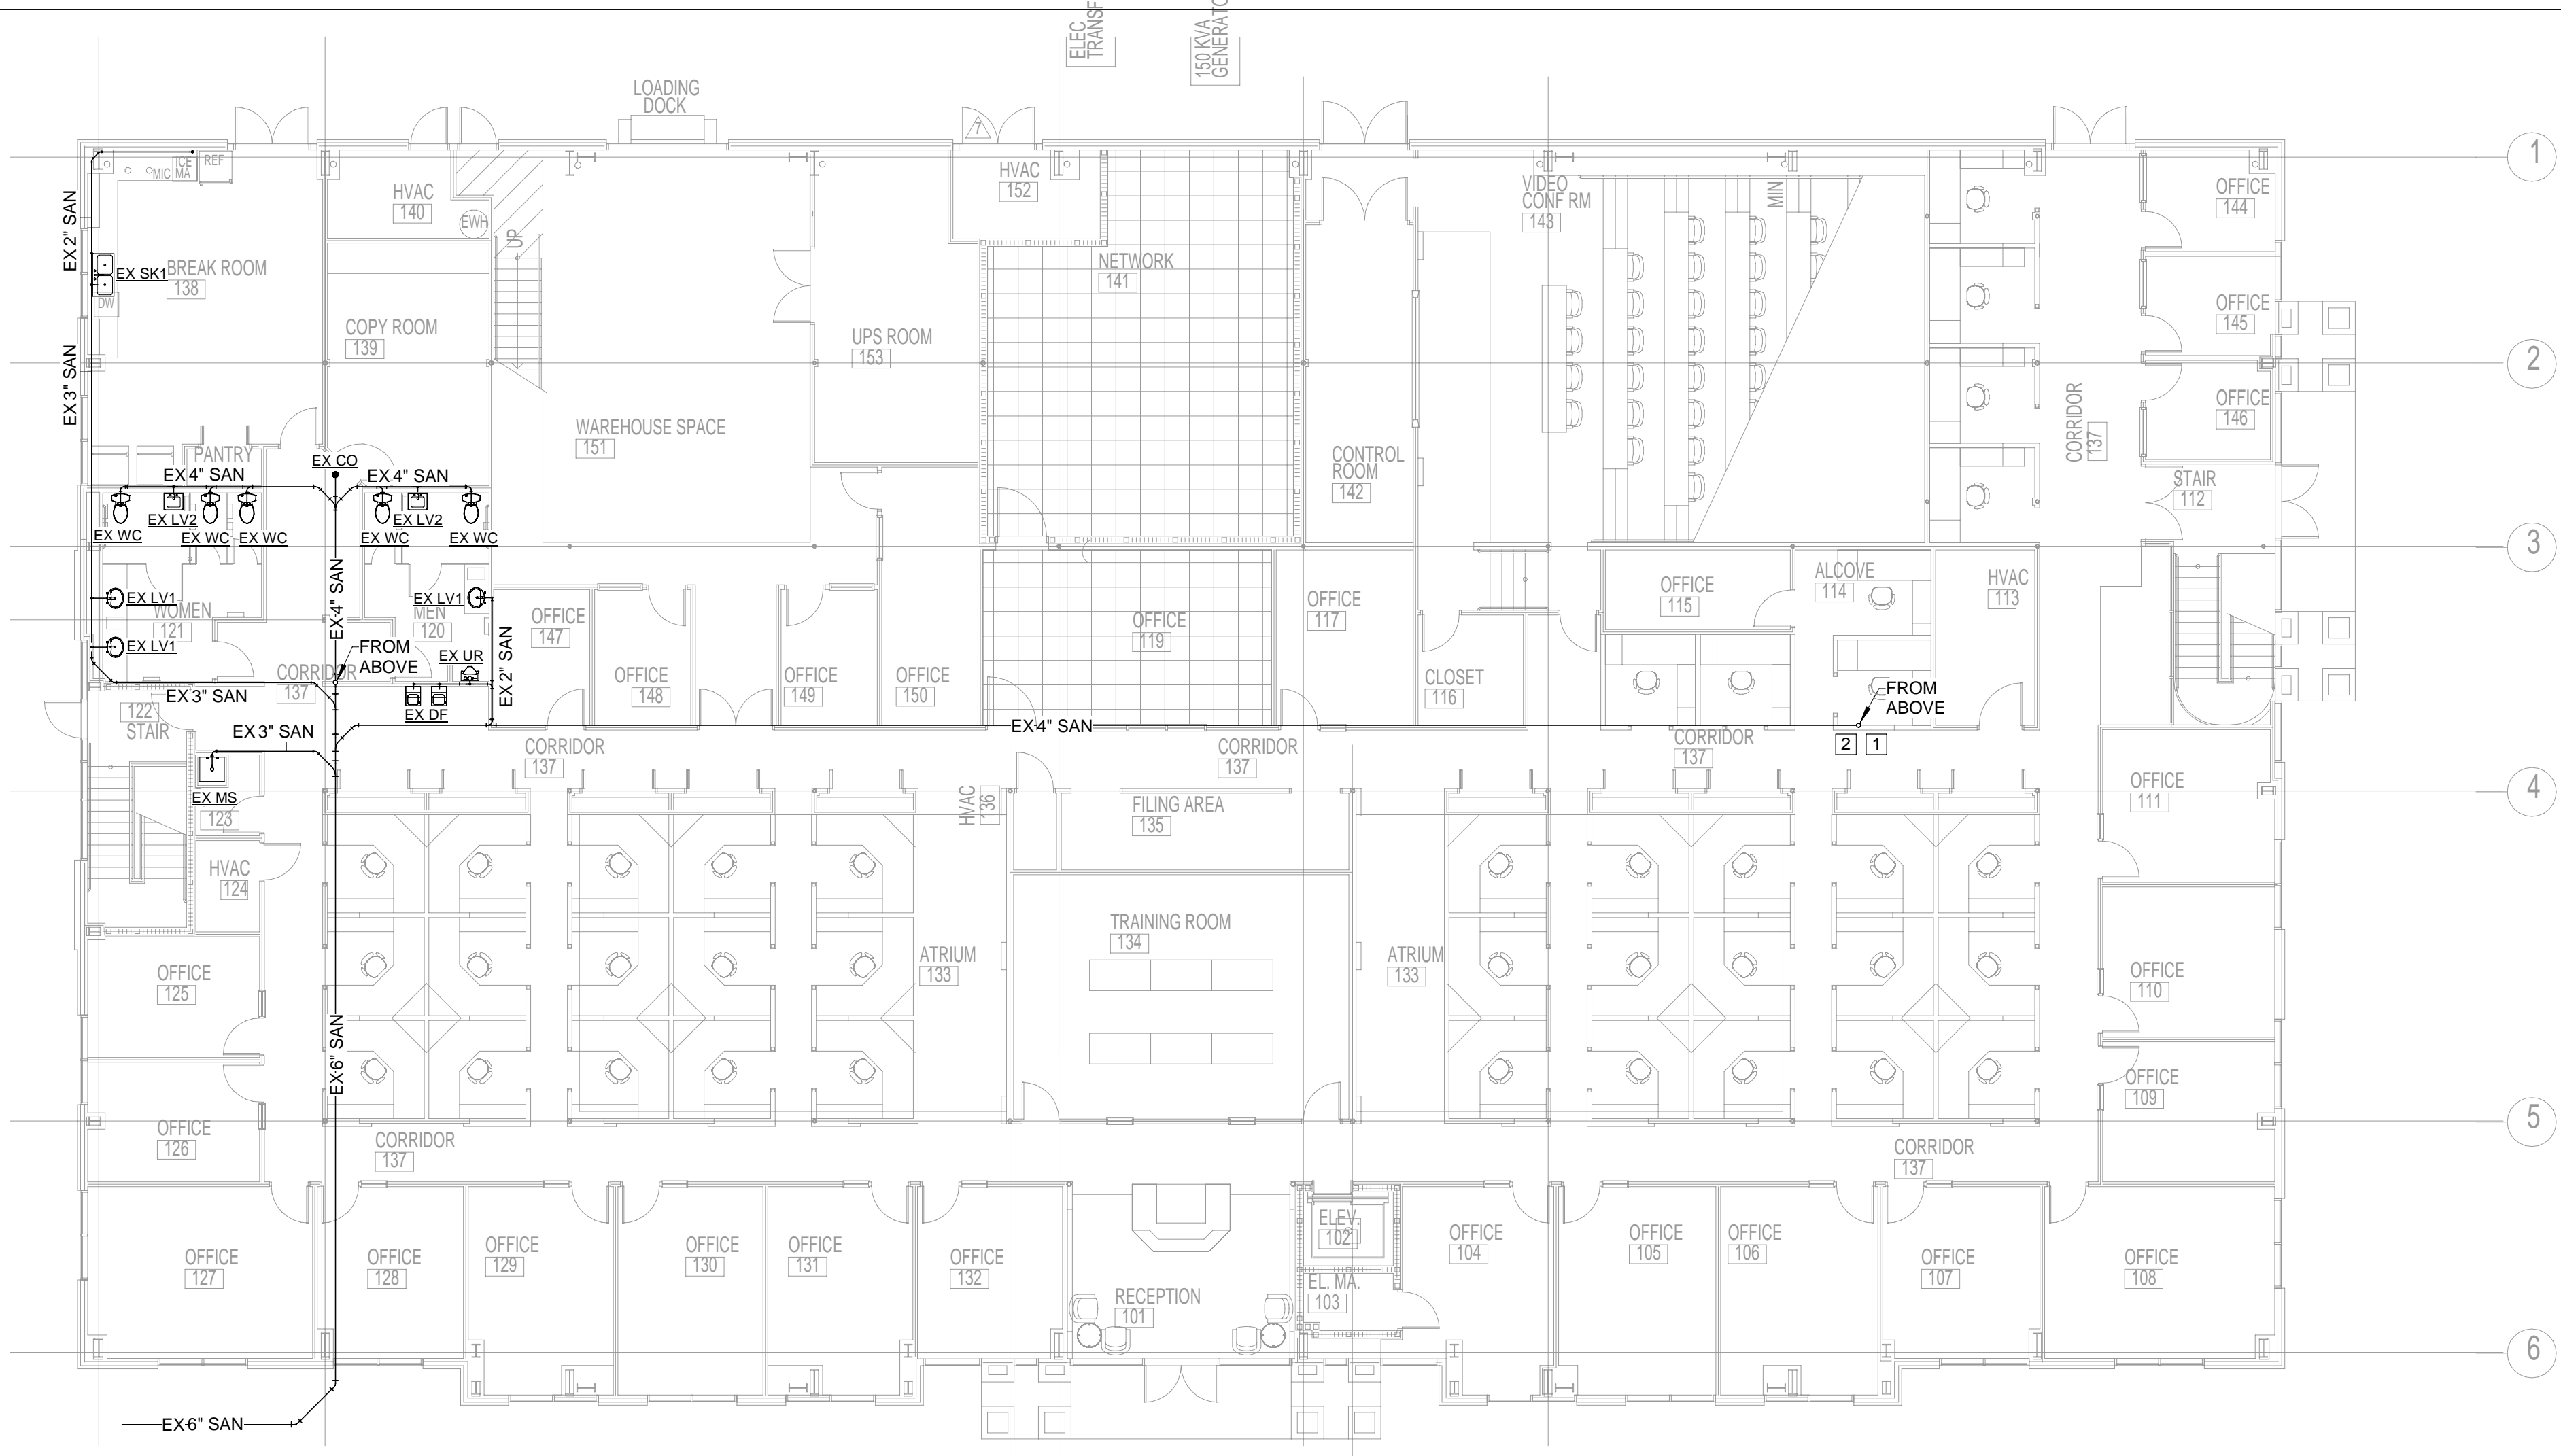 ELEC
TRANSF
150 KVA
GENERATO
LOADING
DOCK
7
1
ICE
REF
MIC
MA
HVAC
140
EWH
UP
HVAC
152
VIDEO
CONF RM
143
MIN
OFFICE
144
EX 2" SAN
EX SK1
BREAK ROOM
138
DW
NETWORK
141
OFFICE
145
COPY ROOM
139
UPS ROOM
153
2
EX 3" SAN
OFFICE
146
CORRIDOR
137
WAREHOUSE SPACE
151
CONTROL
ROOM
142
PANTRY
EX CO
EX 4" SAN
EX 4" SAN
STAIR
112
EX LV2
EX LV2
EX WC
EX WC
EX WC
EX WC
EX WC
3
EX 4" SAN
EX LV1
WOMEN
121
EX LV1
EX LV1
MEN
120
OFFICE
147
OFFICE
119
OFFICE
117
OFFICE
115
ALCOVE
114
HVAC
113
FROM
ABOVE
EX UR
EX 2" SAN
CORRIDOR
137
OFFICE
148
OFFICE
149
OFFICE
150
CLOSET
116
FROM
ABOVE
EX 3" SAN
EX DF
122
STAIR
EX 3" SAN
EX 4" SAN
2
1
CORRIDOR
137
CORRIDOR
137
CORRIDOR
137
EX MS
123
HVAC
136
FILING AREA
135
OFFICE
111
4
HVAC
124
TRAINING ROOM
134
ATRIUM
133
ATRIUM
133
OFFICE
125
OFFICE
110
EX 6" SAN
OFFICE
109
OFFICE
126
5
CORRIDOR
137
CORRIDOR
137
OFFICE
127
OFFICE
128
OFFICE
129
OFFICE
130
OFFICE
131
OFFICE
132
RECEPTION
101
ELEV.
102
EL. MA.
103
OFFICE
104
OFFICE
105
OFFICE
106
OFFICE
107
OFFICE
108
6
EX 6" SAN